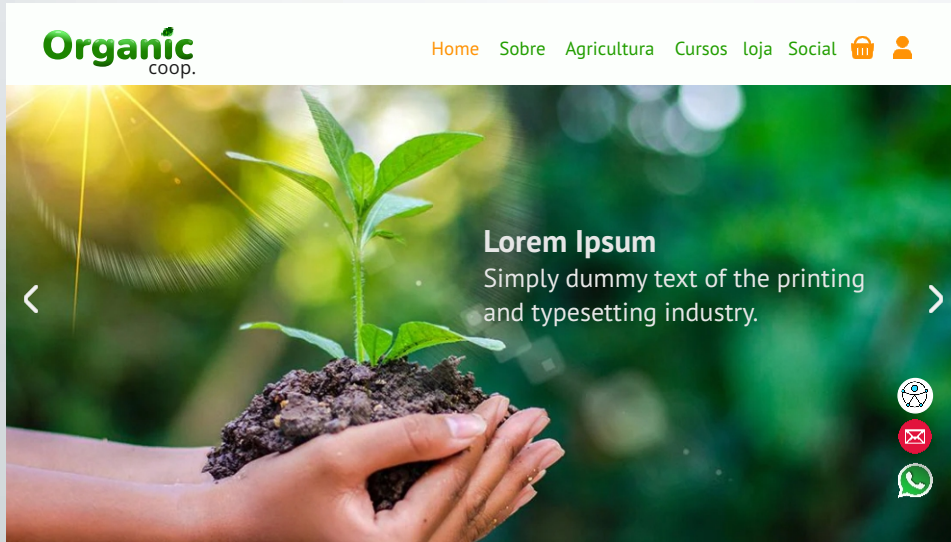 Organic
coop.
Home Sobre Agricultura Cursos loja Social
Lorem Ipsum
Simply dummy text of the printing
and typesetting industry.